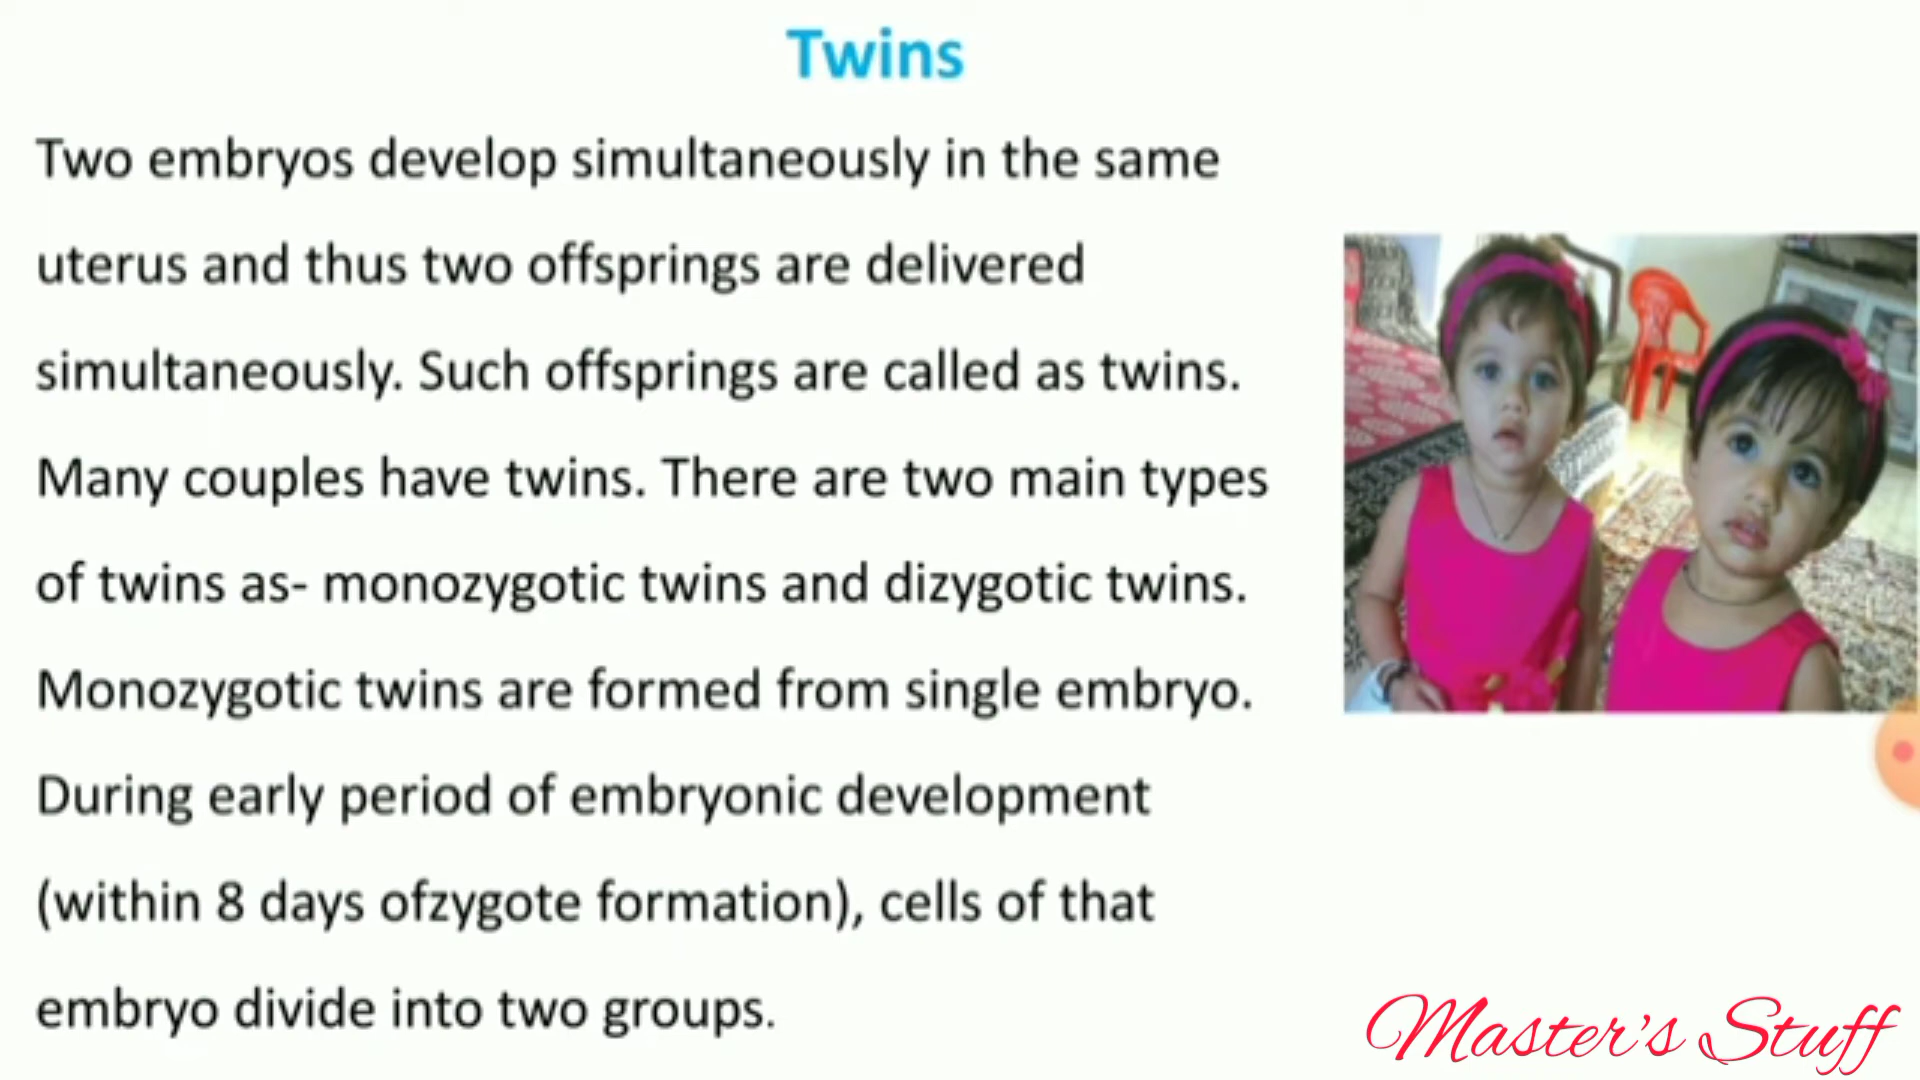 Twins
Two embryos develop simultaneously in the same
uterus and thus two offsprings are delivered
simultaneously. Such offsprings are called as twins.
Many couples have twins. There are two main types
of twins as- monozygotic twins and dizygotic twins.
Monozygotic twins are formed from single embryo.
During early period of embryonic development
(within 8 days ofzygote formation), cells of that
embryo divide into two groups.
Master's Stuff